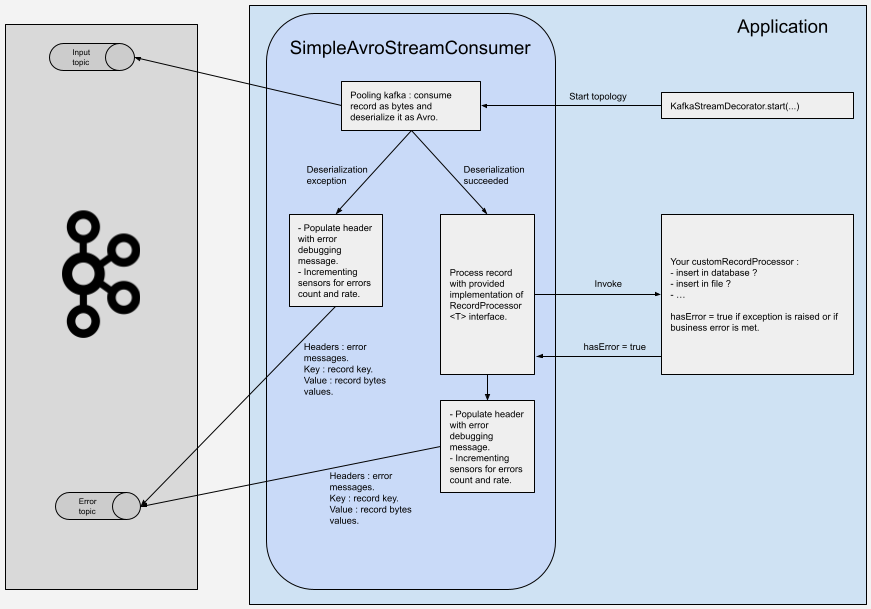 Application
SimpleAvroStreamConsumer
Input
topic
Pooling kafka : consume
record as bytes and
deserialize it as Avro.
Start topology
KafkaStreamDecorator.start(...)
Deserialization
exception
Deserialization
succeeded
- Populate header
with error
debugging
message.
- Incrementing
sensors for errors
count and rate.
Process record
with provided
implementation of
RecordProcessor
<T> interface.
Invoke
Your customRecordProcessor :
- insert in database ?
- insert in file ?
- ...
hasError = true if exception is raised or if
business error is met.
hasError = true
Headers : error
messages.
Key : record key.
Value : record bytes
values.
- Populate header
with error
debugging
message.
- Incrementing
sensors for errors
count and rate.
Headers : error
messages.
Key : record key.
Value : record bytes
values.
Error
topic